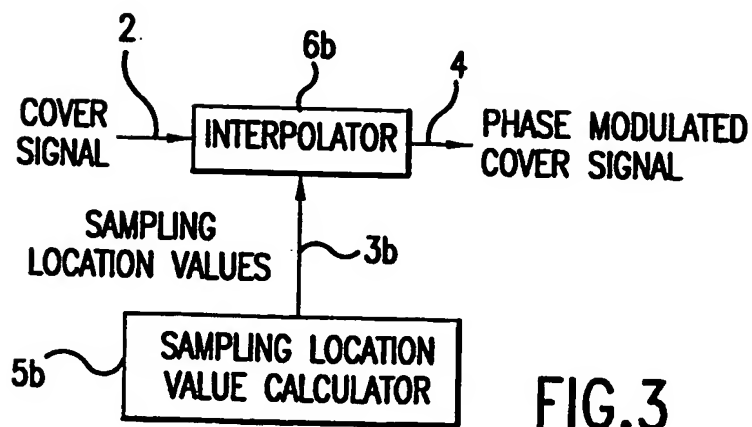 2
6b
4
COVER
SIGNAL
INTERPOLATOR
PHASE MODULATED
COVER SIGNAL
SAMPLING
LOCATION VALUES
3b
5b
SAMPLING LOCATION
VALUE CALCULATOR
FIG.3